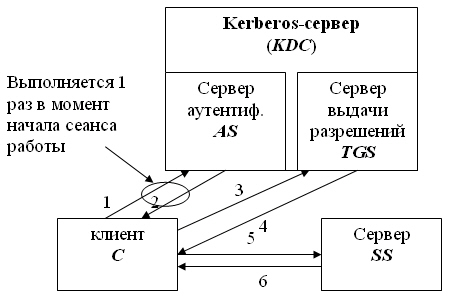 Kerberos-сервер
(KDC)
Выполняется 1
раз в момент
начала сеанса
работы
Сервер
аутентиф.
AS
Сервер
выдачи
разрешений
TGS
1
2
3
4
5
6
клиент
C
Сервер
SS